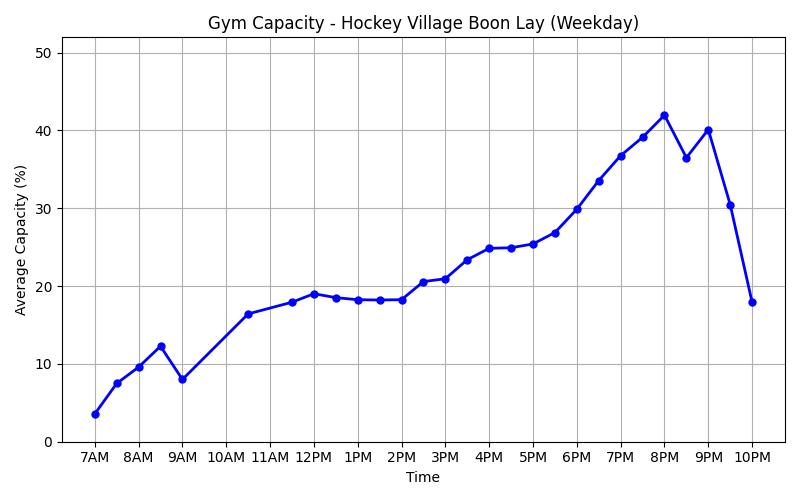 Gym Capacity - Hockey Village Boon Lay (Weekday)
Average Capacity (%)
50
40
30
20
10
0
7AM 8AM 9AM 10AM 11AM 12PM 1PM 2PM 3PM 4PM 5PM 6PM 7PM 8PM 9PM 10PM
Time